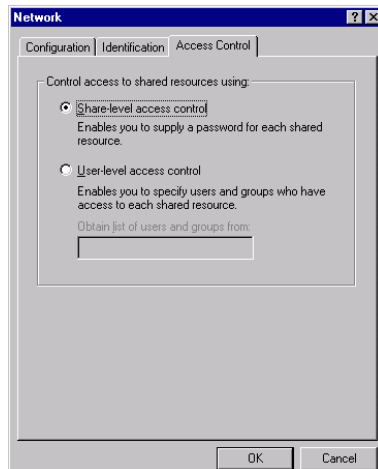 Network
Configuration Identification Access Control
Control access to shared resources using:
Share-level access control
Enables you to supply a password for each shared
resource.
User-level access control
Enables you to specify users and groups who have
access to each shared resource.
Obtain list of users and groups from:
OK Cancel